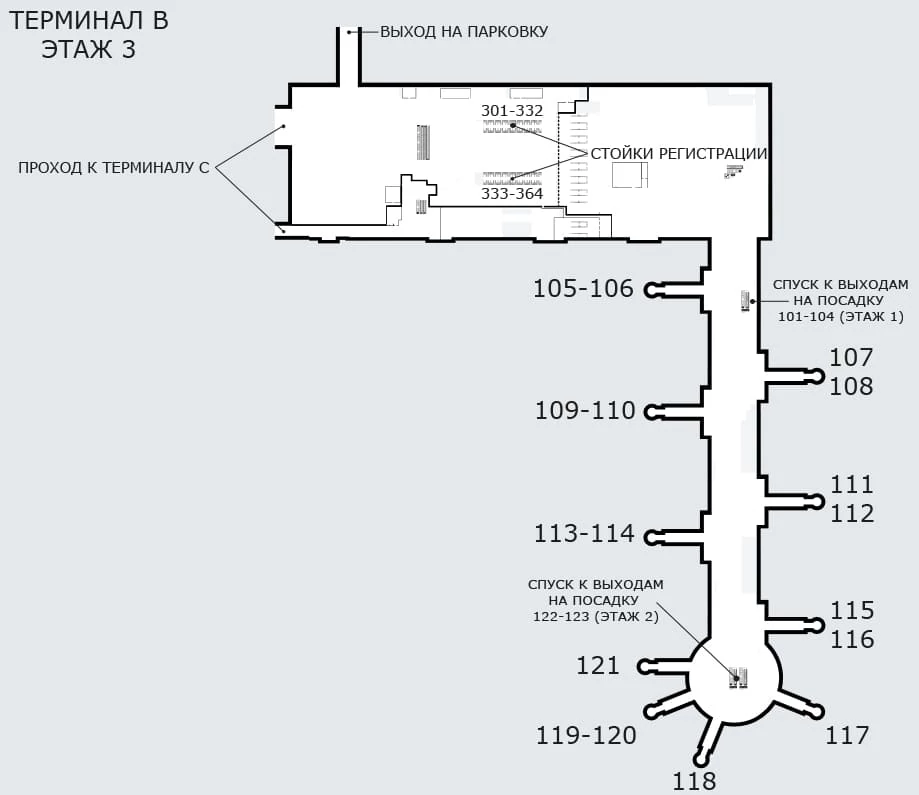 ТЕРМИНАЛ B
ЭТАЖ 3
ВЫХОД НА ПАРКОВКУ
301-332
СТОЙКИ РЕГИСТРАЦИИ
ПРОХОД К ТЕРМИНАЛУ C
333-364
105-106
СПУСК К ВЫХОДАМ
НА ПОСАДКУ
101-104 (ЭТАЖ 1)
107
108
109-110
111
112
113-114
СПУСК К ВЫХОДАМ
НА ПОСАДКУ
122-123 (ЭТАЖ 2)
115
116
121
119-120
117
118